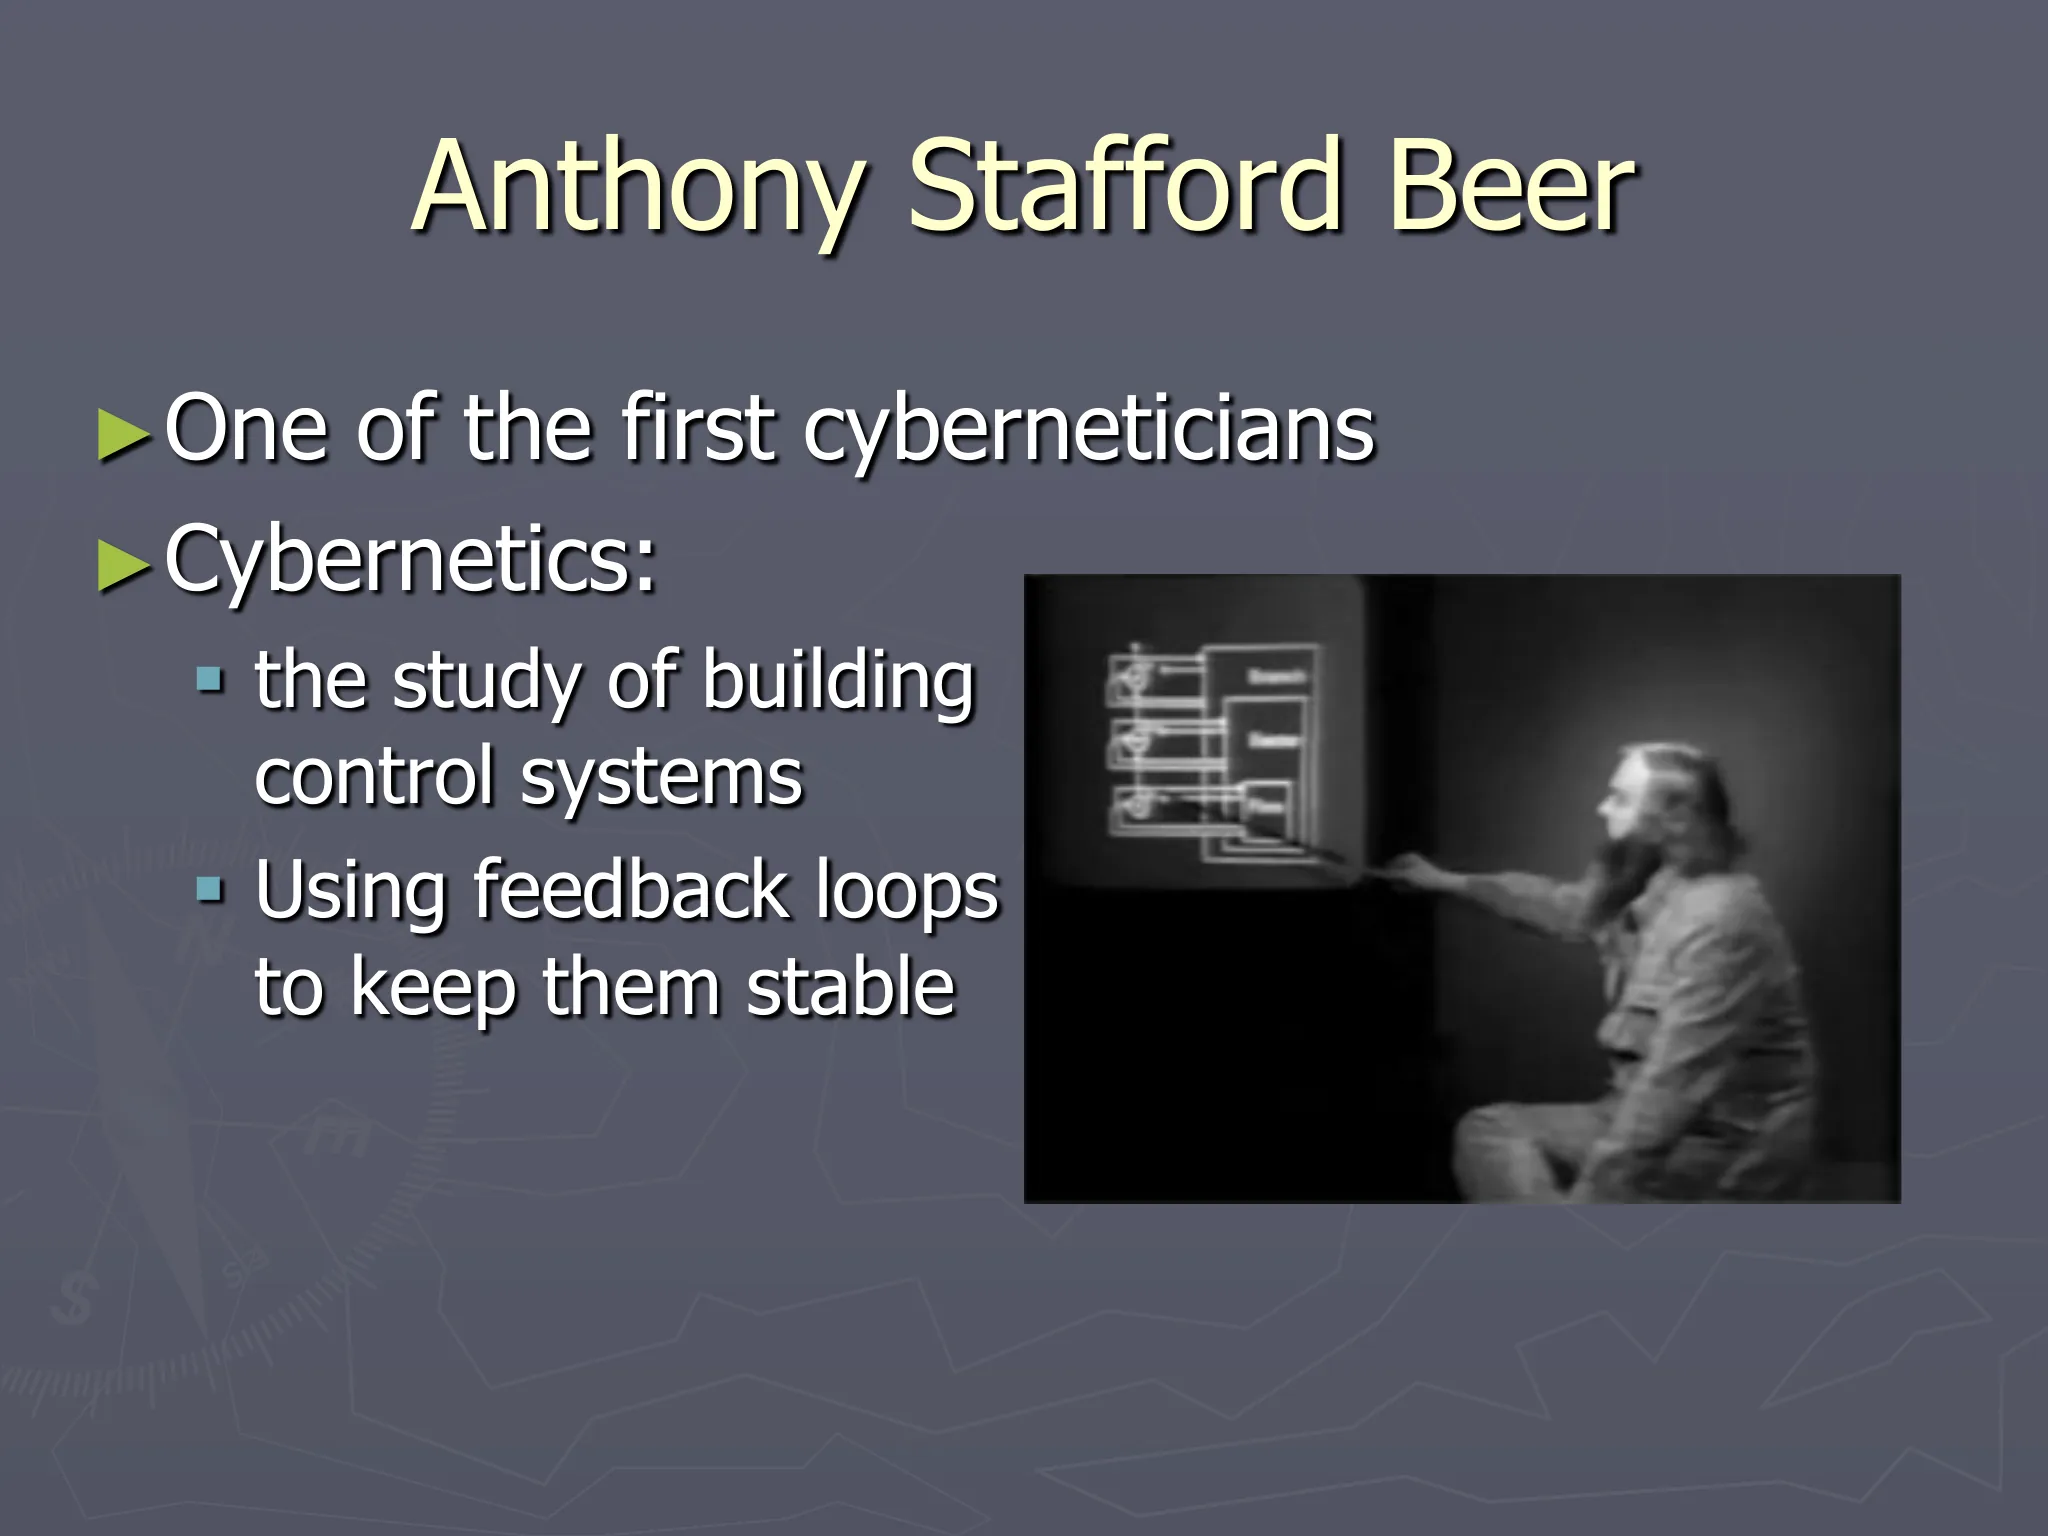 Anthony Stafford Beer
►One of the first cyberneticians
►Cybernetics:
▪ the study of building
control systems
▪ Using feedback loops
to keep them stable
N
E
S
SE